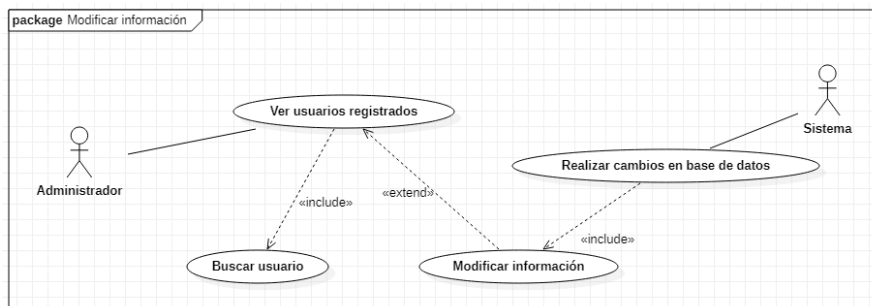 package Modificar información
Ver usuarios registrados
Sistema
Realizar cambios en base de datos
Administrador
«include»
«extend»
«include»
Buscar usuario
Modificar información